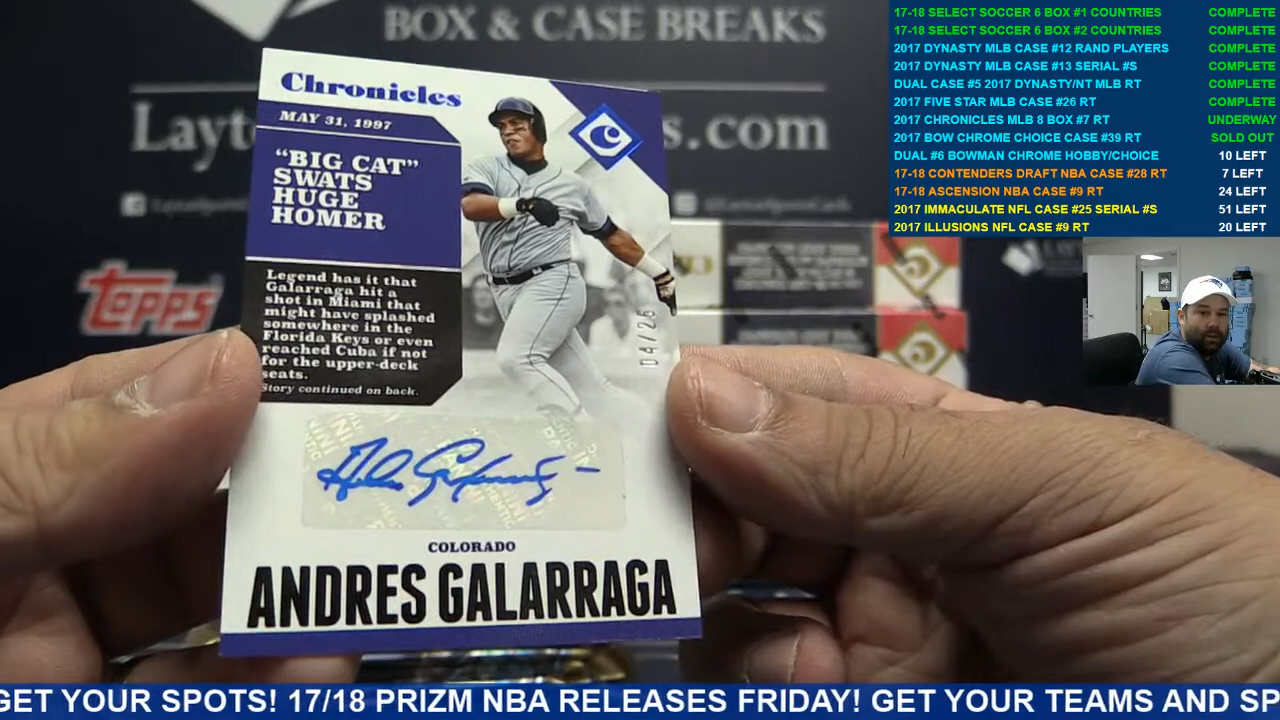 BOX & CASE BREAKS
Layto
s.com
Topps
Chronicles
MAY 31, 1997
"BIG CAT"
SWATS
HUGE
HOMER
Legend has it that
Galarraga hit a
shot in Miami that
might have splashed
somewhere in the
Florida Keys or even
reached Cuba if not
for the upper-deck
seats.
Story continued on back.
C
04/25
COLORADO
ANDRES GALARRAGA
17-18 SELECT SOCCER 6 BOX #1 COUNTRIES COMPLETE
17-18 SELECT SOCCER 6 BOX #2 COUNTRIES COMPLETE
2017 DYNASTY MLB CASE #12 RAND PLAYERS COMPLETE
2017 DYNASTY MLB CASE #13 SERIAL #S COMPLETE
DUAL CASE #5 2017 DYNASTY/NT MLB RT COMPLETE
2017 FIVE STAR MLB CASE #26 RT COMPLETE
2017 CHRONICLES MLB 8 BOX #7 RT UNDERWAY
2017 BOW CHROME CHOICE CASE #39 RT SOLD OUT
DUAL #6 BOWMAN CHROME HOBBY/CHOICE 10 LEFT
17-18 CONTENDERS DRAFT NBA CASE #28 RT 7 LEFT
17-18 ASCENSION NBA CASE #9 RT 24 LEFT
2017 IMMACULATE NFL CASE #25 SERIAL #S 51 LEFT
2017 ILLUSIONS NFL CASE #9 RT 20 LEFT
GET YOUR SPOTS! 17/18 PRIZM NBA RELEASES FRIDAY! GET YOUR TEAMS AND SP